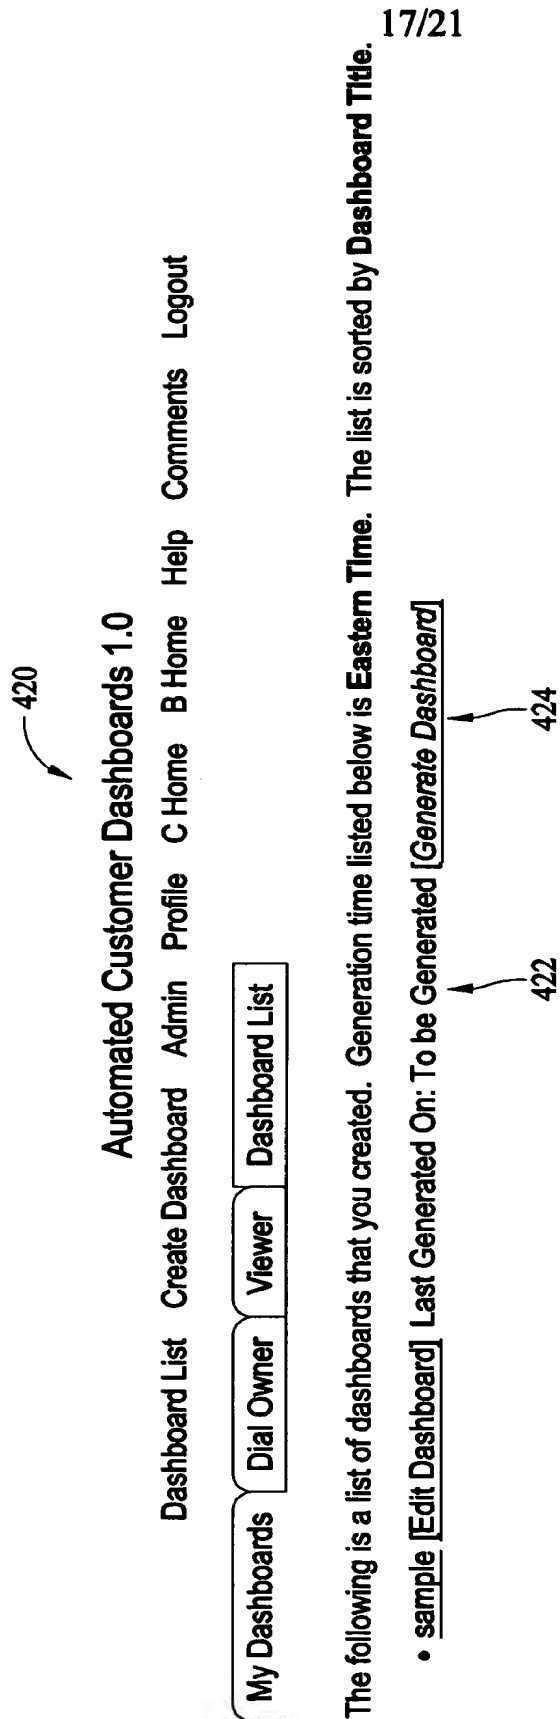 17/21
420
Automated Customer Dashboards 1.0
Dashboard List Create Dashboard Admin Profile C Home B Home Help Comments Logout
My Dashboards Dial Owner Viewer Dashboard List
The following is a list of dashboards that you created. Generation time listed below is Eastern Time. The list is sorted by Dashboard Title.
• sample [Edit Dashboard] Last Generated On: To be Generated [Generate Dashboard]
422 424